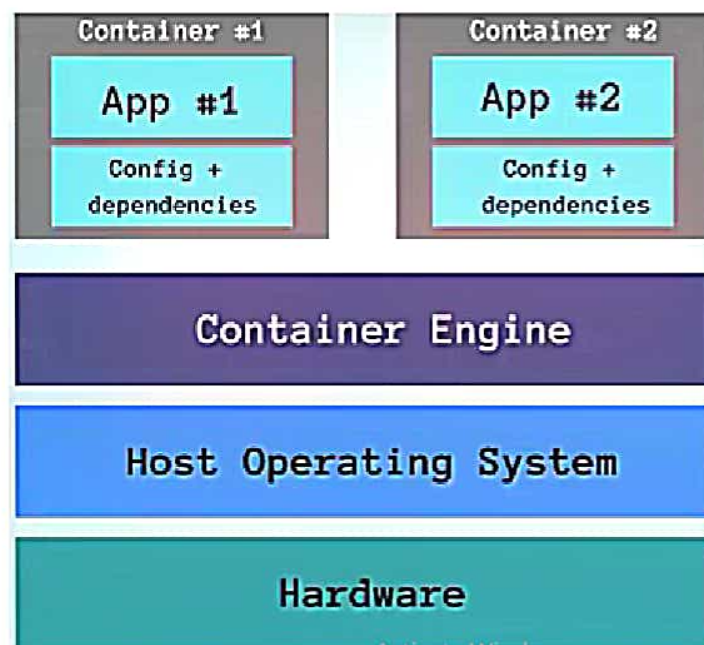 Container #1
Container #2
App #1
App #2
Config +
dependencies
Config +
dependencies
Container Engine
Host Operating System
Hardware